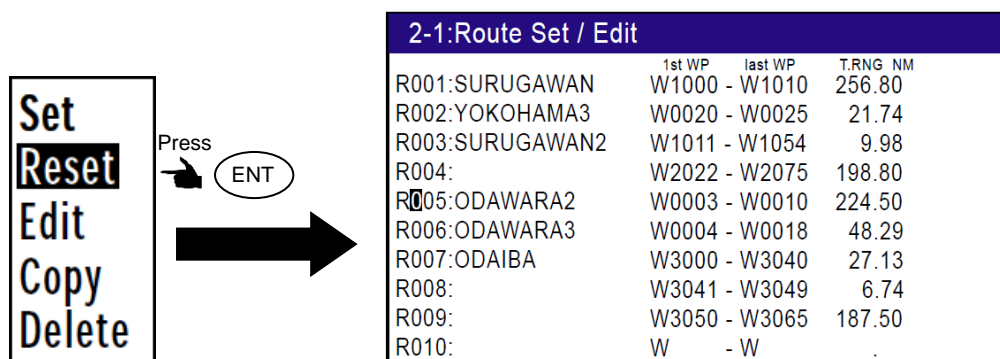 Set
Reset
Edit
Copy
Delete
Press
ENT
2-1:Route Set / Edit
1st WP last WP T.RNG NM
R001:SURUGAWAN W1000 - W1010 256.80
R002:YOKOHAMA3 W0020 - W0025 21.74
R003:SURUGAWAN2 W1011 - W1054 9.98
R004: W2022 - W2075 198.80
R005:ODAWARA2 W0003 - W0010 224.50
R006:ODAWARA3 W0004 - W0018 48.29
R007:ODAIBA W3000 - W3040 27.13
R008: W3041 - W3049 6.74
R009: W3050 - W3065 187.50
R010: W - W .